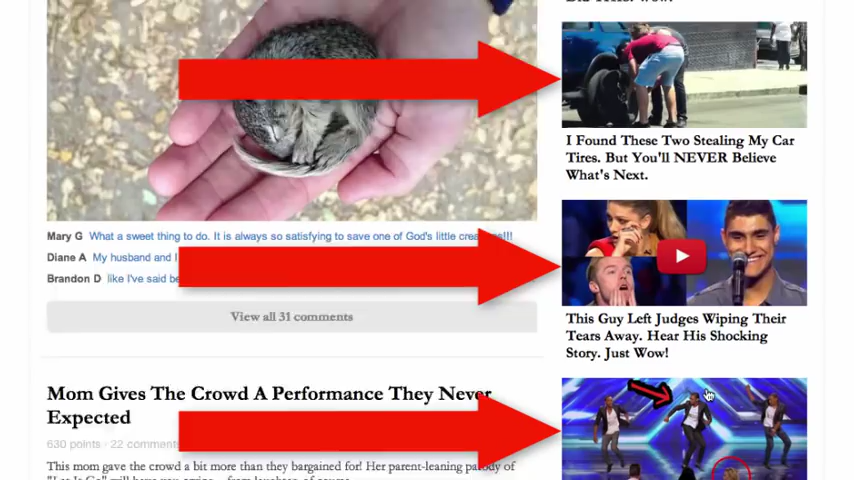 Mary G What a sweet thing to do. It is always so satisfying to save one of God's little
Diane A My husband and I
Brandon D like I've said
View all 31 comments
Mom Gives The Crowd A Performance They Never
Expected
630 points · 22 comments
This mom gave the crowd a bit more than they bargained for! Her parent-leaning parody of
I Found These Two Stealing My Car
Tires. But You'll NEVER Believe
What's Next.
This Guy Left Judges Wiping Their
Tears Away. Hear His Shocking
Story. Just Wow!